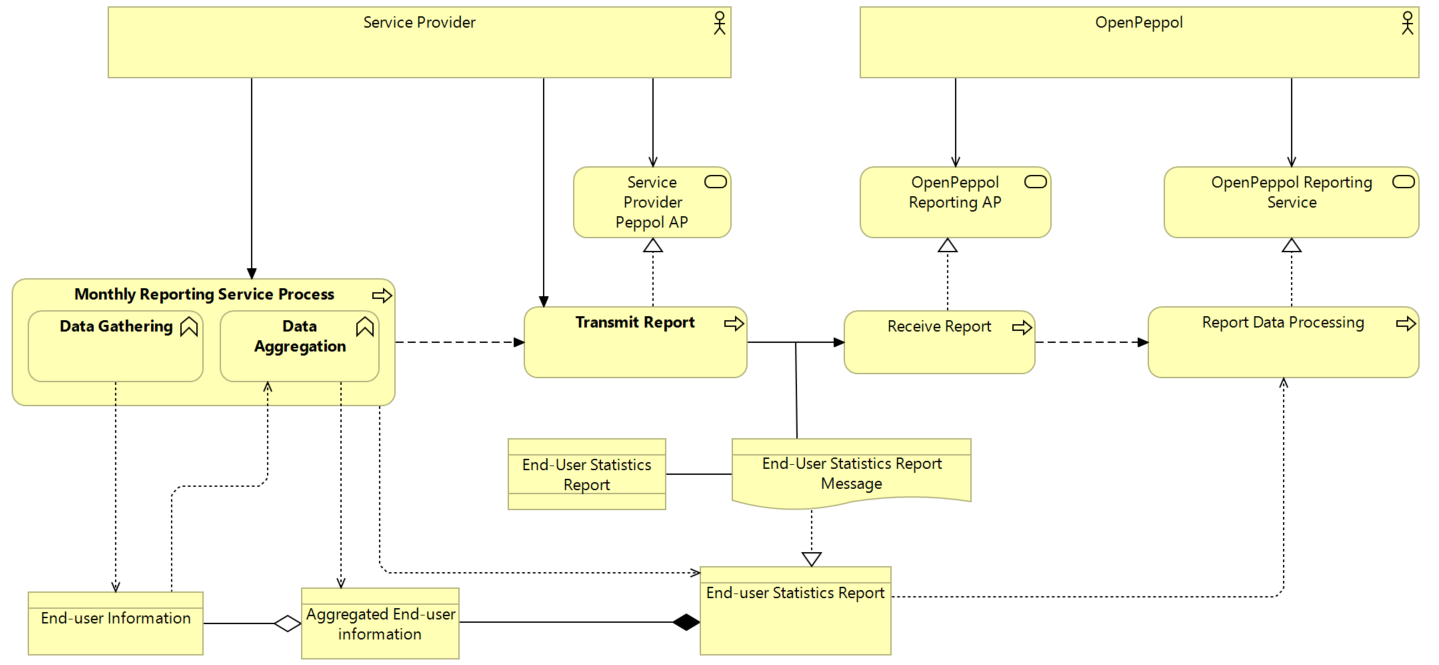 Service Provider
OpenPeppol
Service
Provider
Peppol AP
OpenPeppol
Reporting AP
OpenPeppol Reporting
Service
Monthly Reporting Service Process
Data Gathering
Data
Aggregation
Transmit Report
Receive Report
Report Data Processing
End-User Statistics
Report
End-User Statistics Report
Message
End-user Information
Aggregated End-user
information
End-user Statistics Report